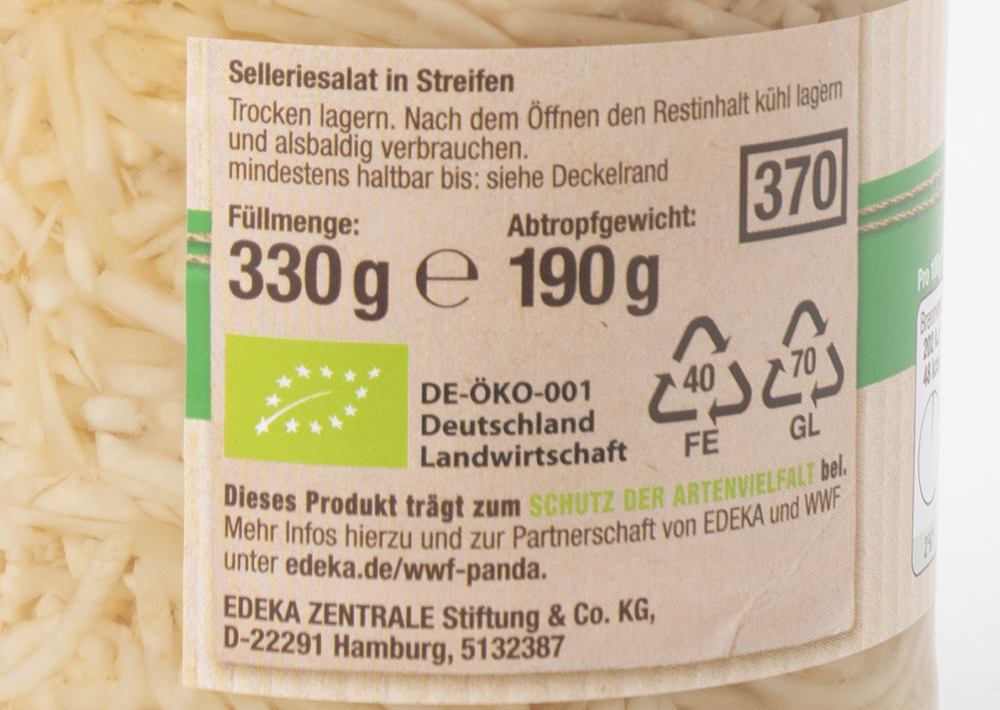 Selleriesalat in Streifen
Trocken lagern. Nach dem Öffnen den Restinhalt kühl lagern
und alsbaldig verbrauchen.
mindestens haltbar bis: siehe Deckelrand
370
Füllmenge:
Abtropfgewicht:
330 g ℮ 190 g
DE-ÖKO-001
Deutschland
Landwirtschaft
40
FE
70
GL
Dieses Produkt trägt zum SCHUTZ DER ARTENVIELFALT bei.
Mehr Infos hierzu und zur Partnerschaft von EDEKA und WWF
unter edeka.de/wwf-panda.
EDEKA ZENTRALE Stiftung & Co. KG,
D-22291 Hamburg, 5132387
Pro